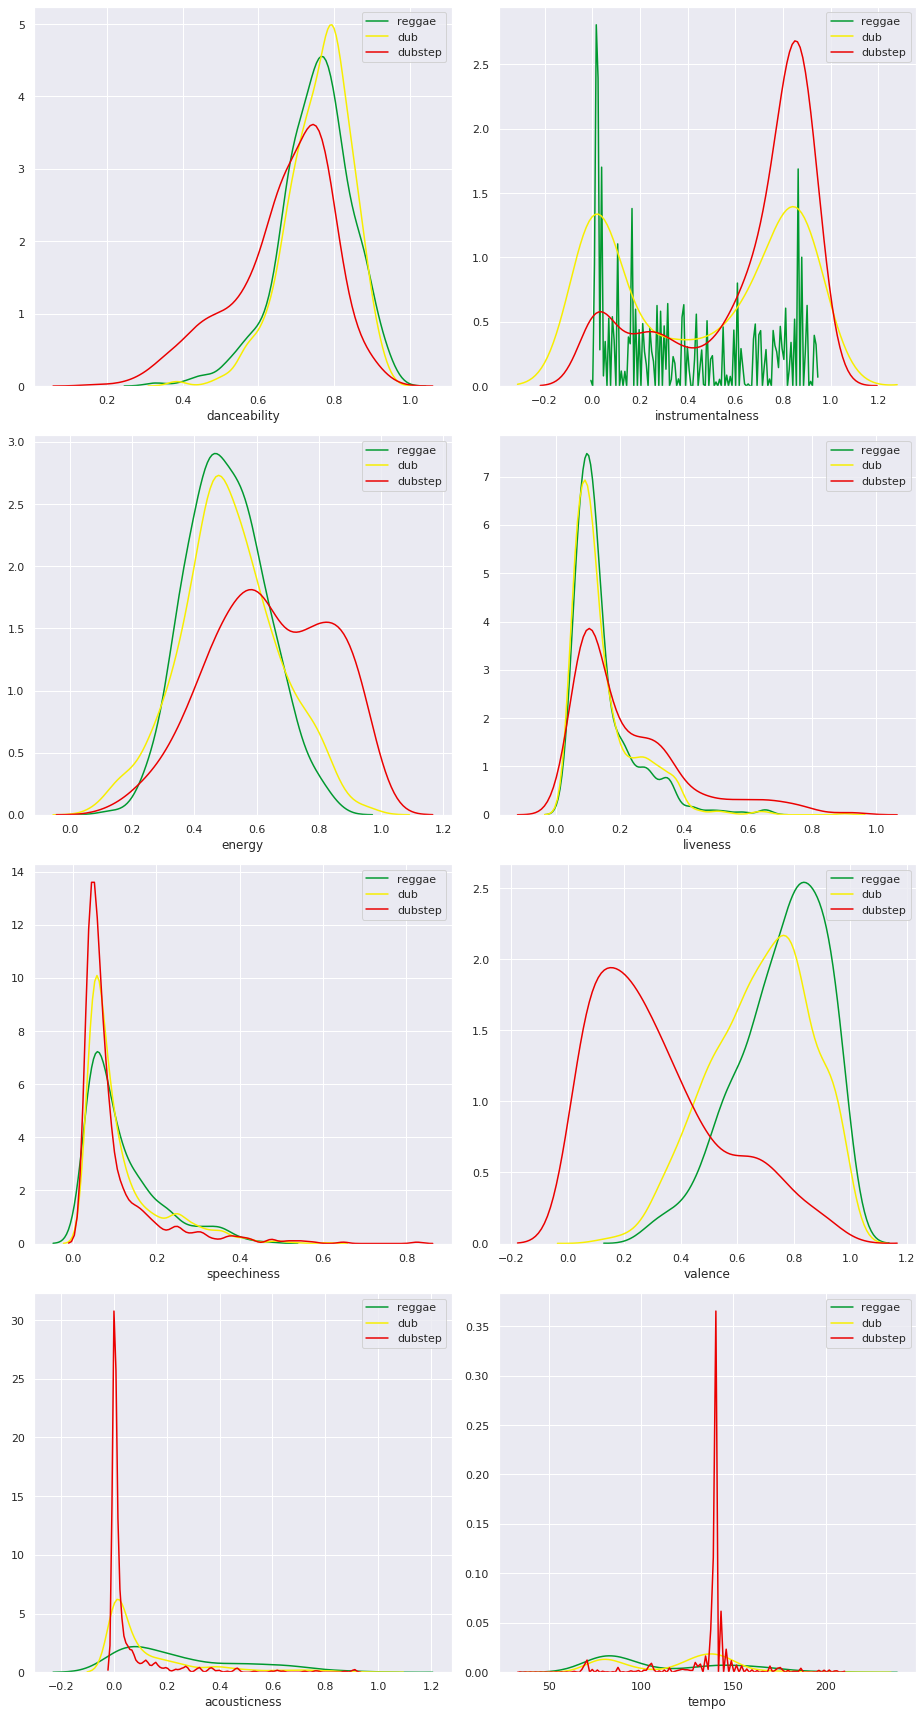 reggae
dub
dubstep
5
4
3
2
1
0
0.2 0.4 0.6 0.8 1.0
danceability
reggae
dub
dubstep
2.5
2.0
1.5
1.0
0.5
0.0
−0.2 0.0 0.2 0.4 0.6 0.8 1.0 1.2
instrumentalness
reggae
dub
dubstep
3.0
2.5
2.0
1.5
1.0
0.5
0.0
0.0 0.2 0.4 0.6 0.8 1.0 1.2
energy
reggae
dub
dubstep
7
6
5
4
3
2
1
0
0.0 0.2 0.4 0.6 0.8 1.0
liveness
reggae
dub
dubstep
14
12
10
8
6
4
2
0
0.0 0.2 0.4 0.6 0.8
speechiness
reggae
dub
dubstep
2.5
2.0
1.5
1.0
0.5
0.0
−0.2 0.0 0.2 0.4 0.6 0.8 1.0 1.2
valence
reggae
dub
dubstep
30
25
20
15
10
5
0
−0.2 0.0 0.2 0.4 0.6 0.8 1.0 1.2
acousticness
reggae
dub
dubstep
0.35
0.30
0.25
0.20
0.15
0.10
0.05
0.00
50 100 150 200
tempo